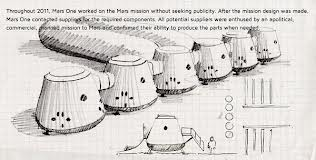 Throughout 2011, Mars One worked on the Mars mission without seeking publicity. After the mission design was made,
Mars One contacted suppliers for the required components. All potential suppliers were enthused by an apolitical,
commercial, manned mission to Mars and confirmed their ability to produce the parts when needed.